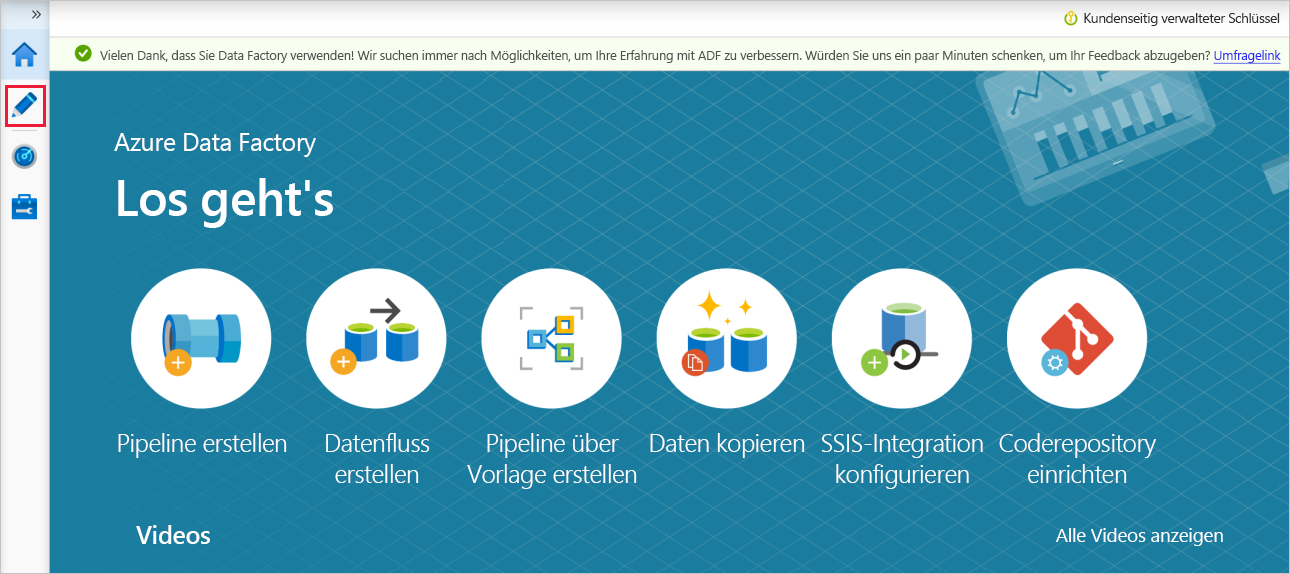 Kundenseitig verwalteter Schlüssel
Vielen Dank, dass Sie Data Factory verwenden! Wir suchen immer nach Möglichkeiten, um Ihre Erfahrung mit ADF zu verbessern. Würden Sie uns ein paar Minuten schenken, um Ihr Feedback abzugeben? Umfragelink
Azure Data Factory
Los geht's
Pipeline erstellen
Datenfluss
erstellen
Pipeline über
Vorlage erstellen
Daten kopieren
SSIS-Integration
konfigurieren
Coderepository
einrichten
Videos
Alle Videos anzeigen